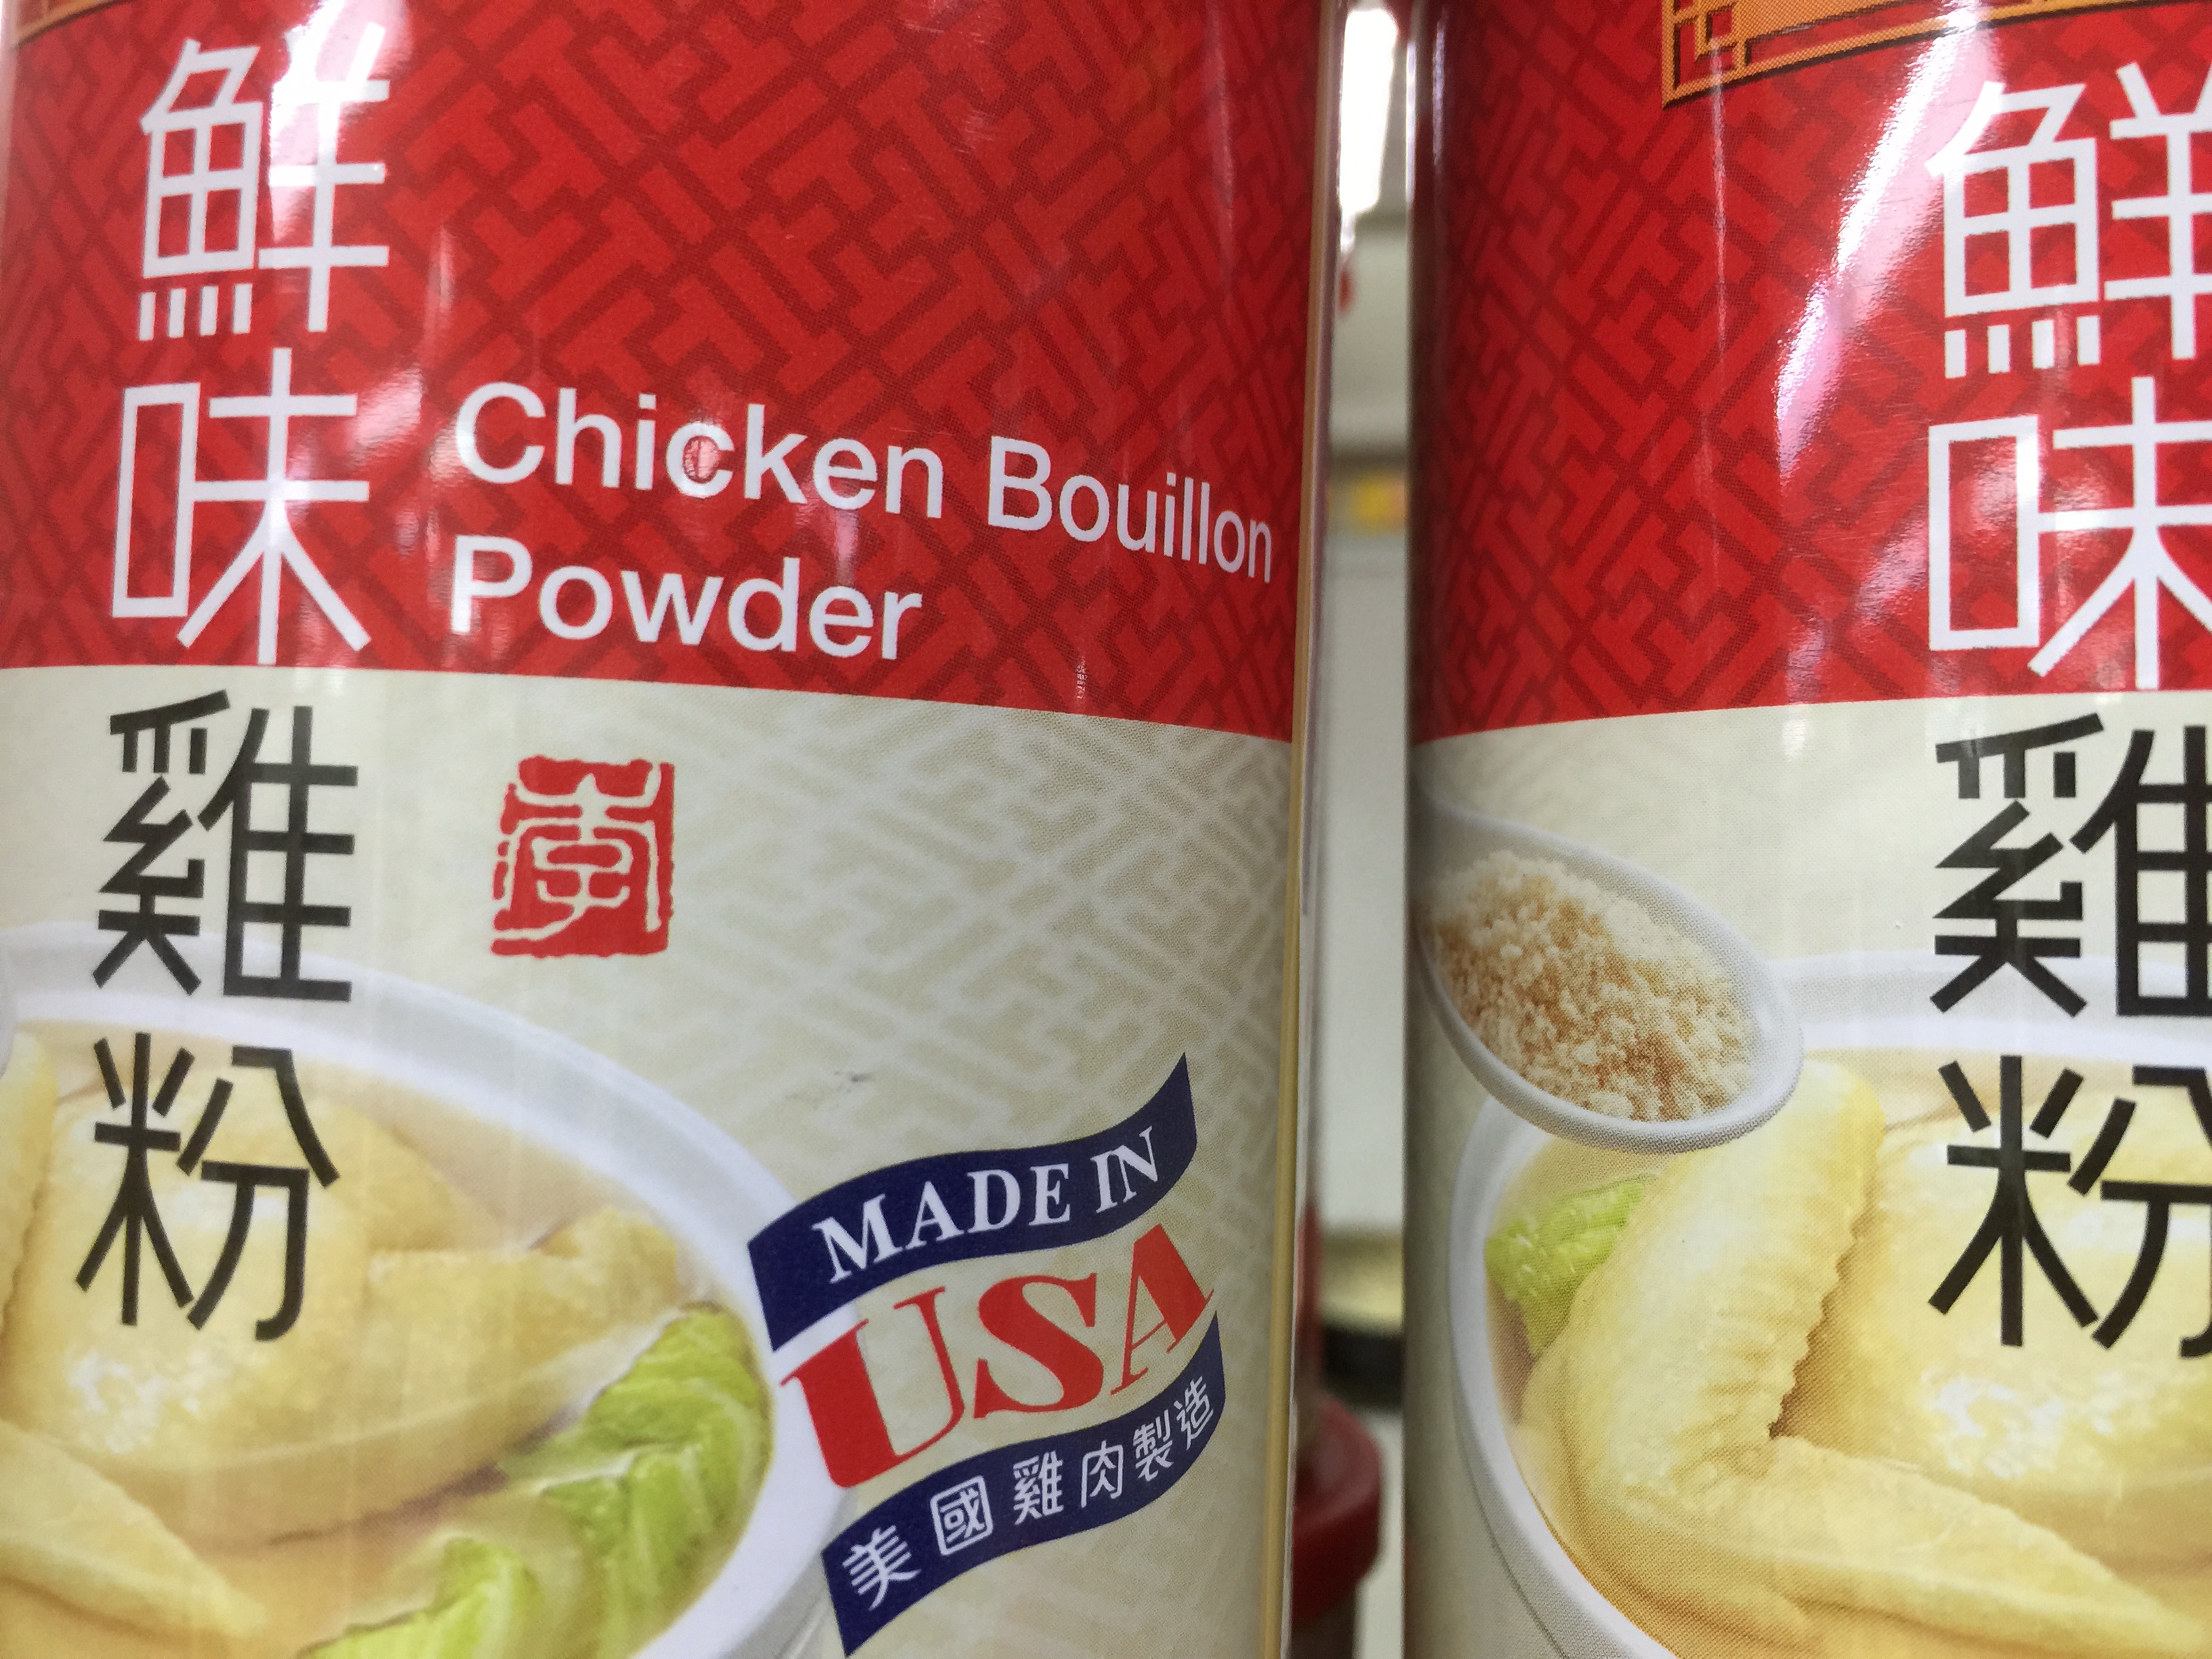 鮮味雞粉
Chicken Bouillon
Powder
李
MADE IN
USA
美國雞肉製造
鮮味雞粉